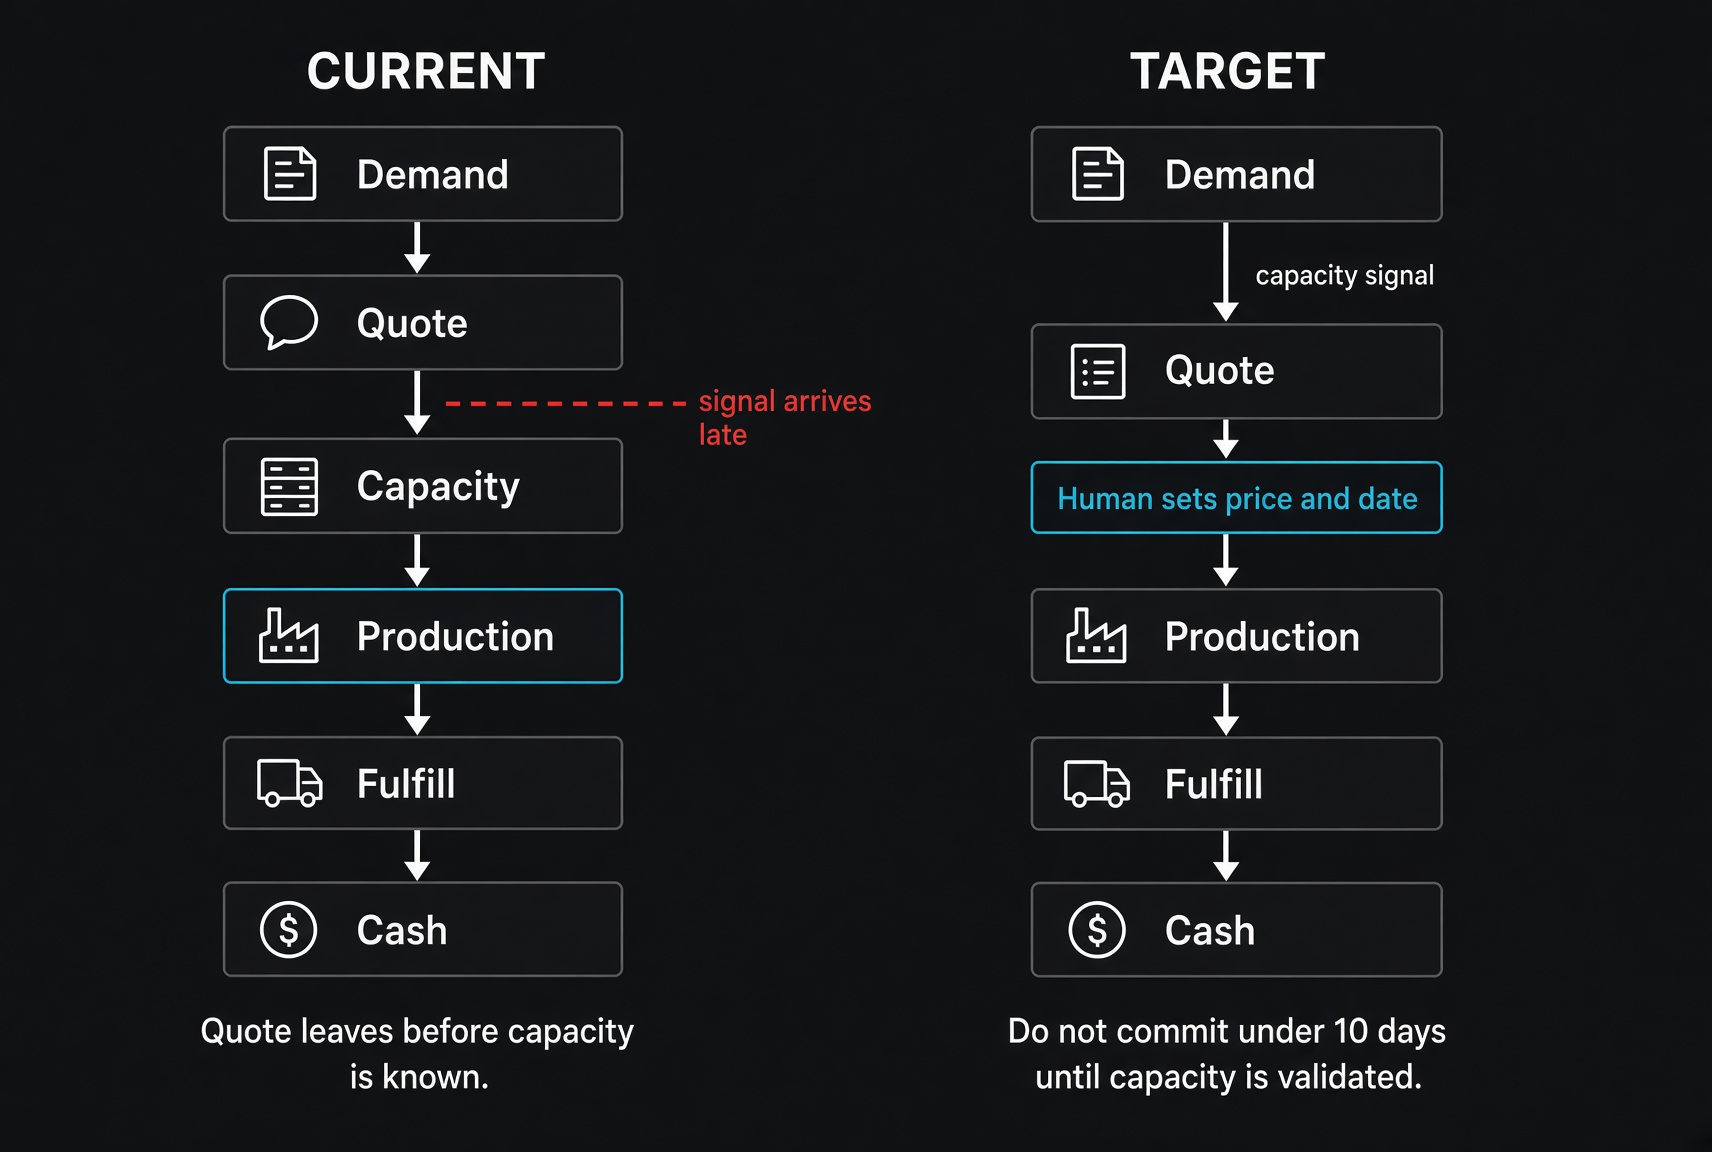 CURRENT
Demand
Quote
signal arrives
late
Capacity
Production
Fulfill
$
Cash
Quote leaves before capacity
is known.
TARGET
Demand
capacity signal
Quote
Human sets price and date
Production
Fulfill
$
Cash
Do not commit under 10 days
until capacity is validated.